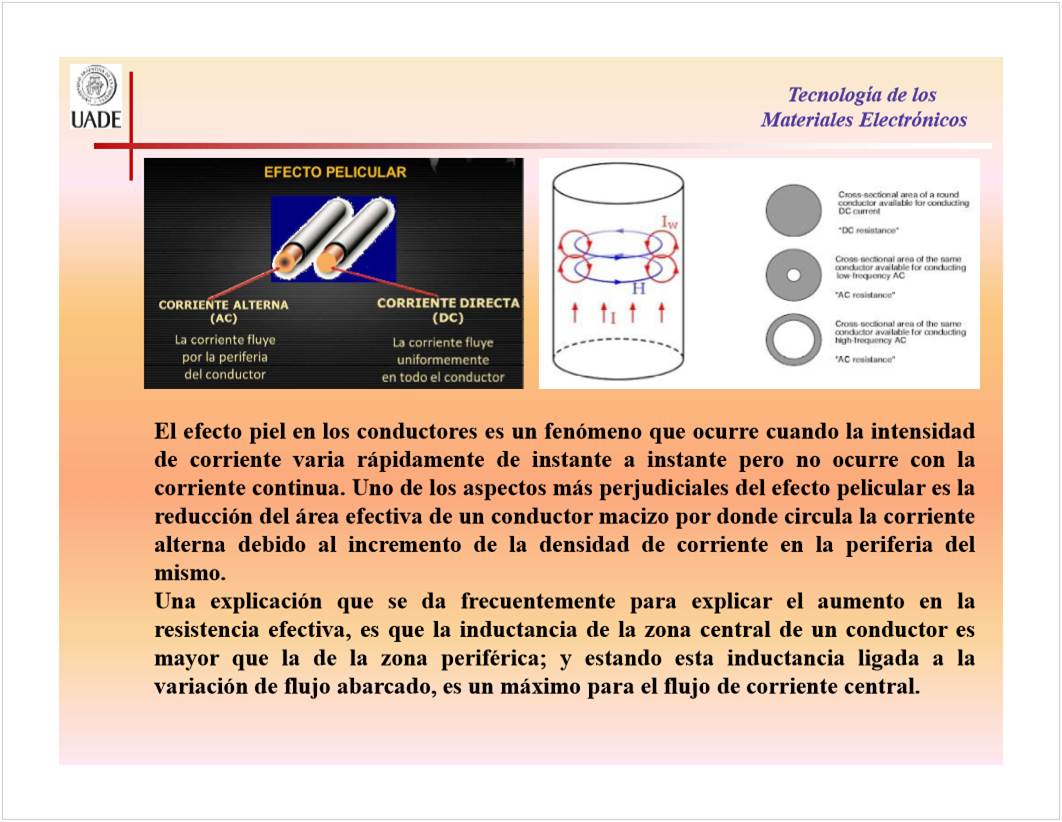 UADE
Tecnología de los
Materiales Electrónicos
EFECTO PELICULAR
CORRIENTE ALTERNA
(AC)
La corriente fluye
por la periferia
del conductor
CORRIENTE DIRECTA
(DC)
La corriente fluye
uniformemente
en todo el conductor
Iw
H
I
Cross-sectional area of a round
conductor available for conducting
DC current
"DC resistance"
Cross-sectional area of the same
conductor available for conducting
low-frequency AC
"AC resistance"
Cross-sectional area of the same
conductor available for conducting
high-frequency AC
"AC resistance"
El efecto piel en los conductores es un fenómeno que ocurre cuando la intensidad
de corriente varia rápidamente de instante a instante pero no ocurre con la
corriente continua. Uno de los aspectos más perjudiciales del efecto pelicular es la
reducción del área efectiva de un conductor macizo por donde circula la corriente
alterna debido al incremento de la densidad de corriente en la periferia del
mismo.
Una explicación que se da frecuentemente para explicar el aumento en la
resistencia efectiva, es que la inductancia de la zona central de un conductor es
mayor que la de la zona periférica; y estando esta inductancia ligada a la
variación de flujo abarcado, es un máximo para el flujo de corriente central.